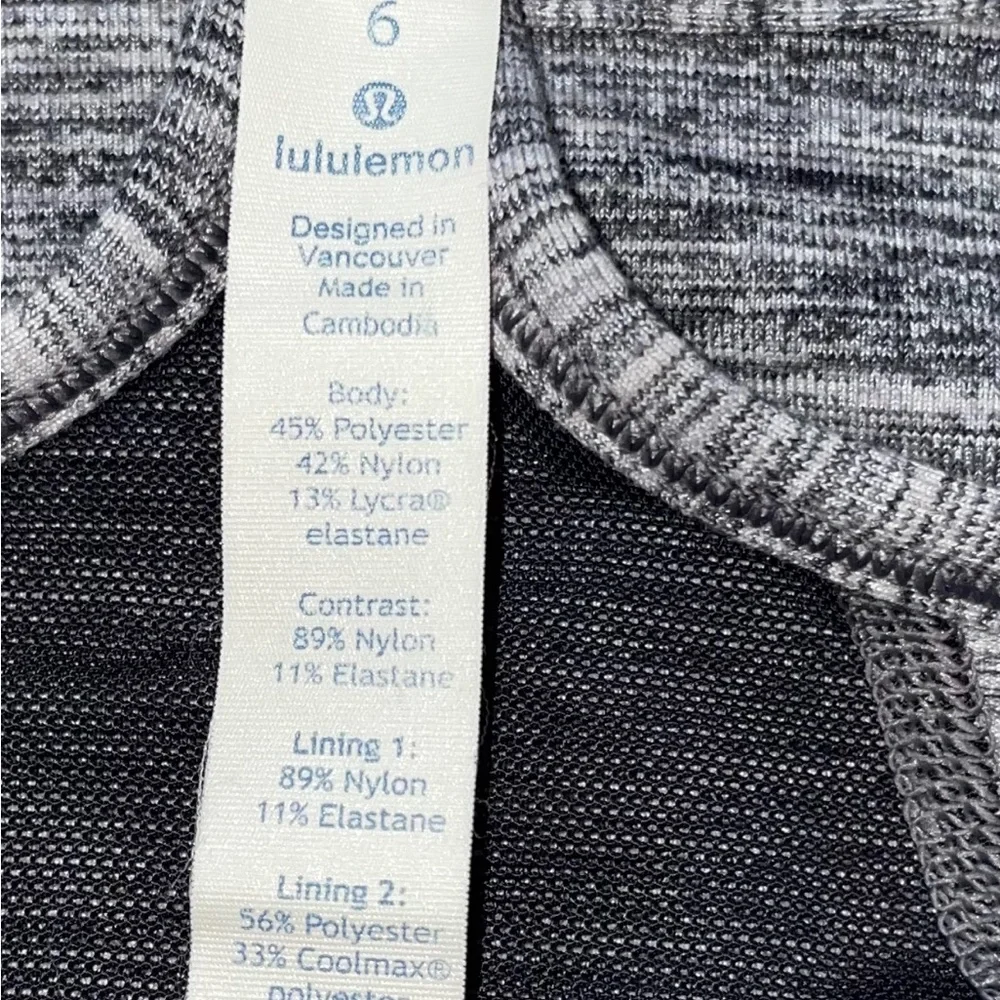 6
lululemon
Designed in
Vancouver
Made in
Cambodia
Body:
45% Polyester
42% Nylon
13% Lycra®
elastane
Contrast:
89% Nylon
11% Elastane
Lining 1:
89% Nylon
11% Elastane
Lining 2:
56% Polyester
33% Coolmax®
polyester